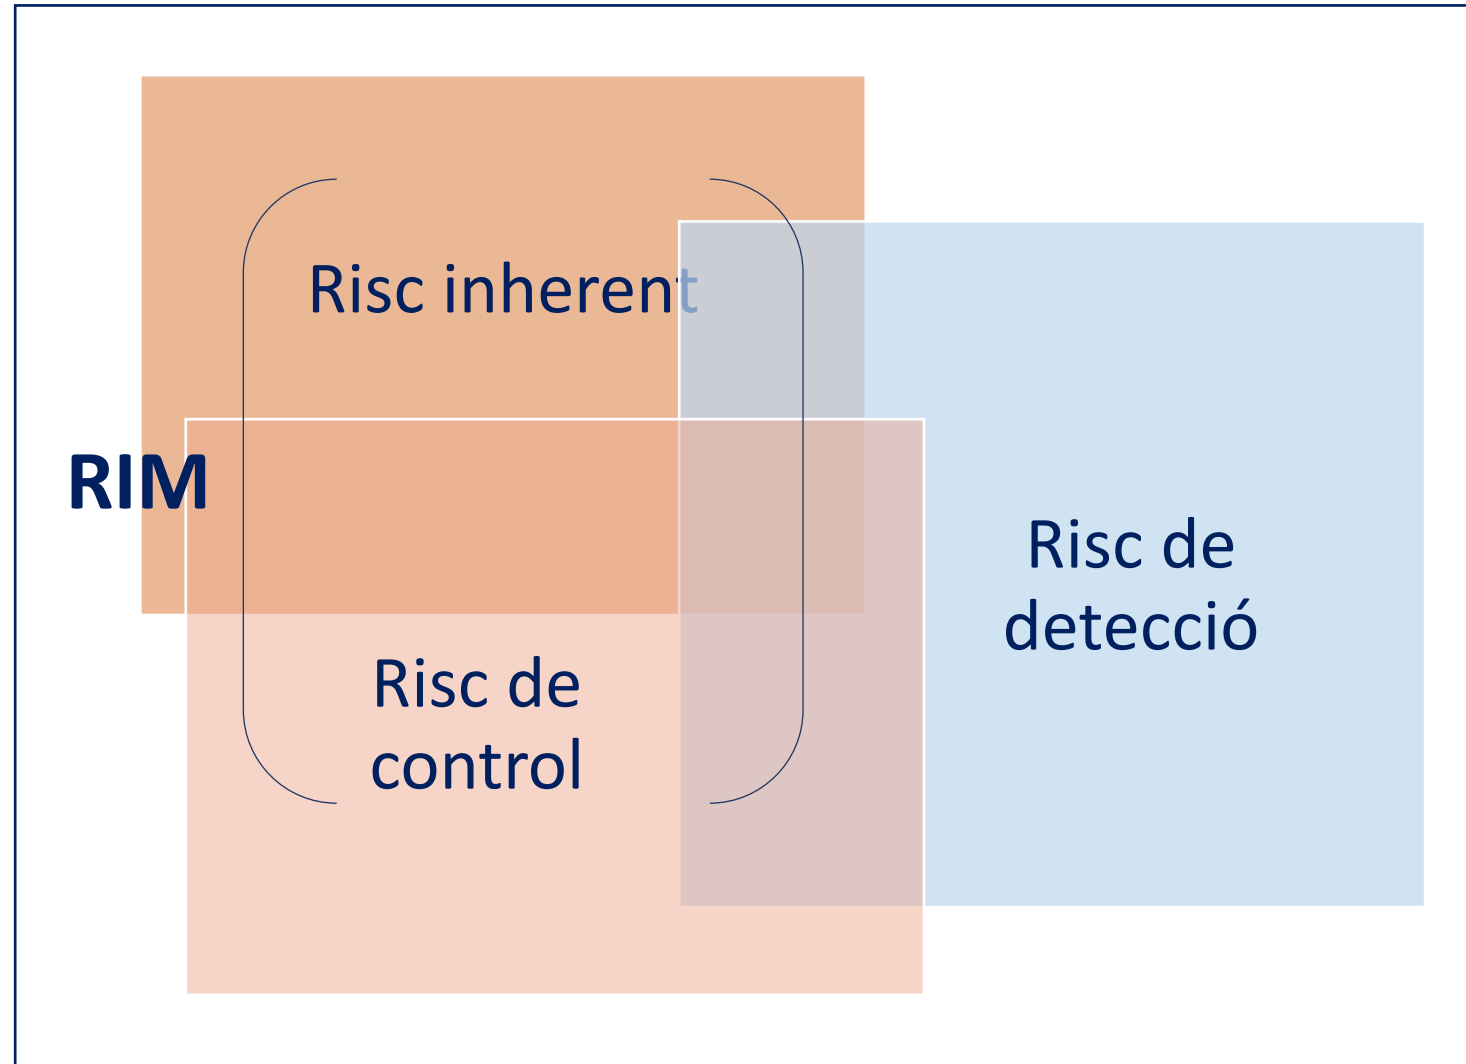 Risc inherent
RIM
Risc de
detecció
Risc de
control